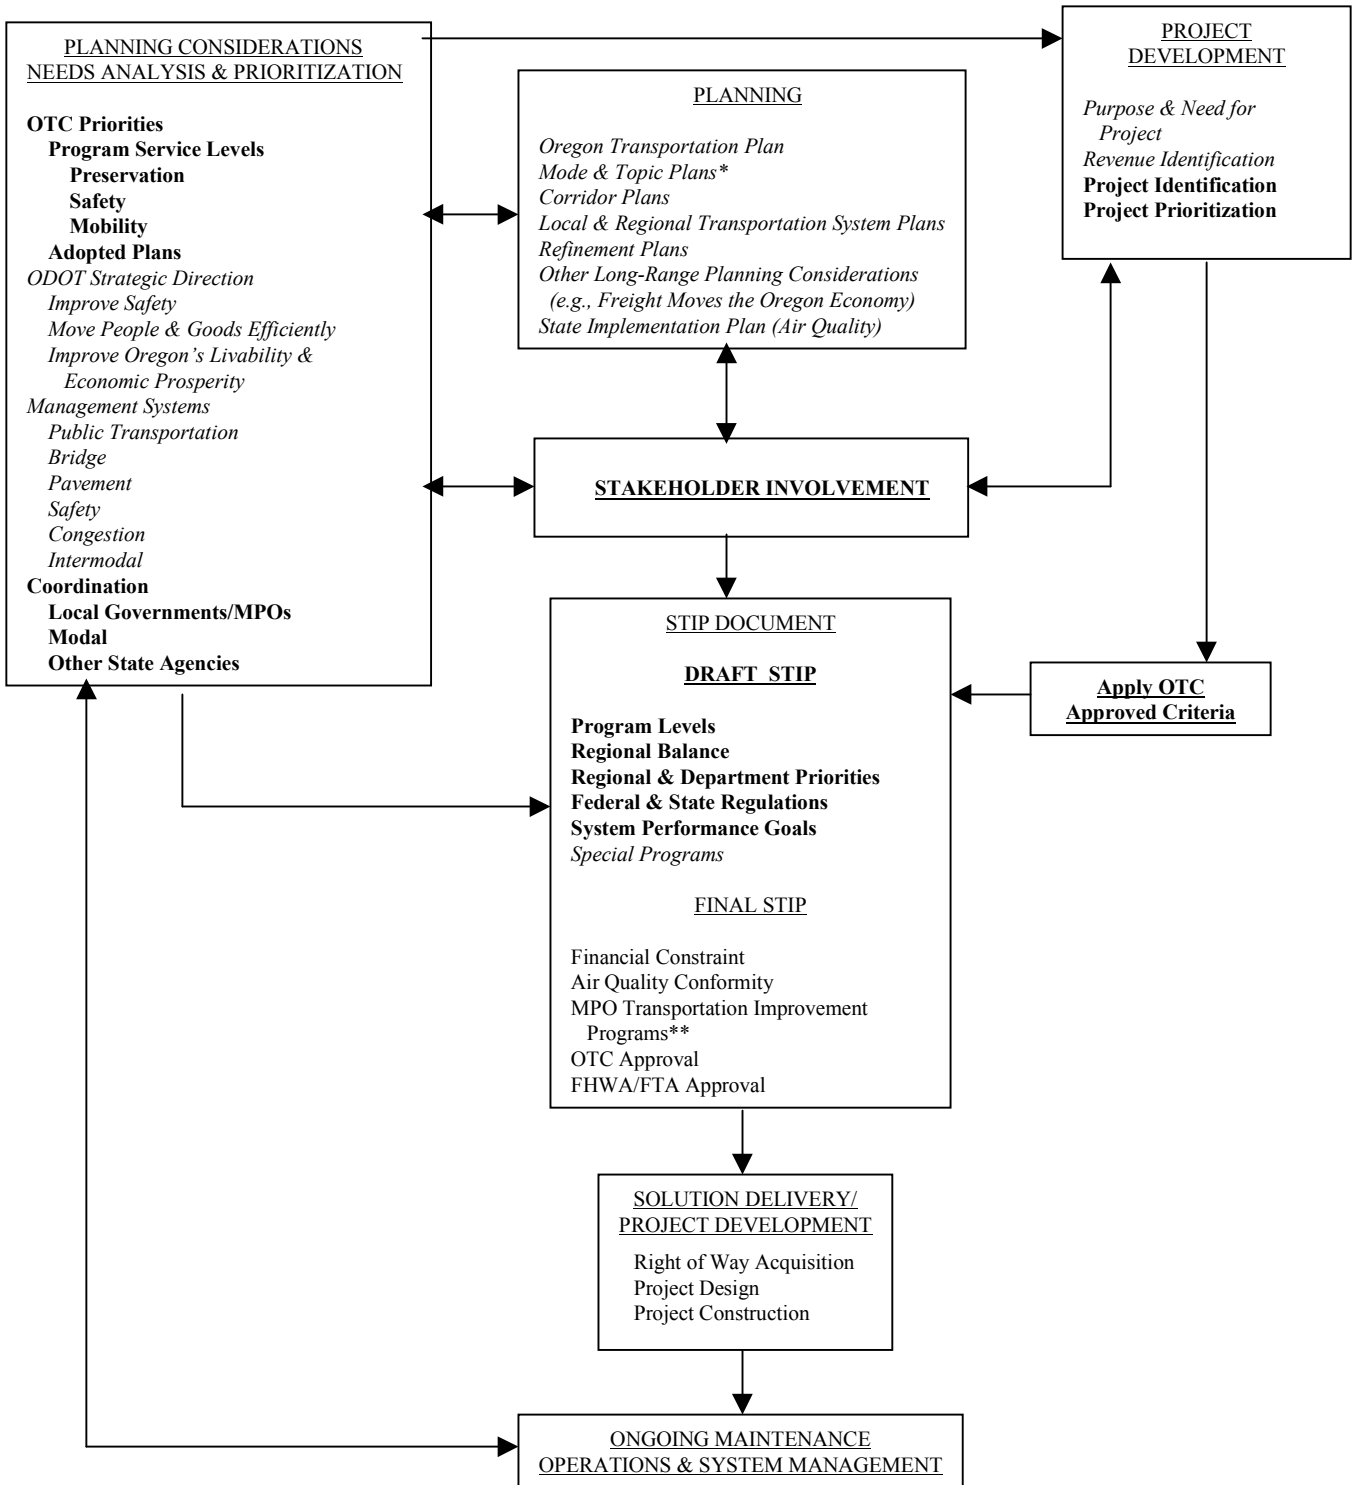 PLANNING CONSIDERATIONS
NEEDS ANALYSIS & PRIORITIZATION
OTC Priorities
Program Service Levels
Preservation
Safety
Mobility
Adopted Plans
ODOT Strategic Direction
Improve Safety
Move People & Goods Efficiently
Improve Oregon's Livability &
Economic Prosperity
Management Systems
Public Transportation
Bridge
Pavement
Safety
Congestion
Intermodal
Coordination
Local Governments/MPOs
Modal
Other State Agencies
PLANNING
Oregon Transportation Plan
Mode & Topic Plans*
Corridor Plans
Local & Regional Transportation System Plans
Refinement Plans
Other Long-Range Planning Considerations
(e.g., Freight Moves the Oregon Economy)
State Implementation Plan (Air Quality)
PROJECT
DEVELOPMENT
Purpose & Need for
Project
Revenue Identification
Project Identification
Project Prioritization
STAKEHOLDER INVOLVEMENT
STIP DOCUMENT
DRAFT STIP
Program Levels
Regional Balance
Regional & Department Priorities
Federal & State Regulations
System Performance Goals
Special Programs
FINAL STIP
Financial Constraint
Air Quality Conformity
MPO Transportation Improvement
Programs**
OTC Approval
FHWA/FTA Approval
Apply OTC
Approved Criteria
SOLUTION DELIVERY/
PROJECT DEVELOPMENT
Right of Way Acquisition
Project Design
Project Construction
ONGOING MAINTENANCE
OPERATIONS & SYSTEM MANAGEMENT